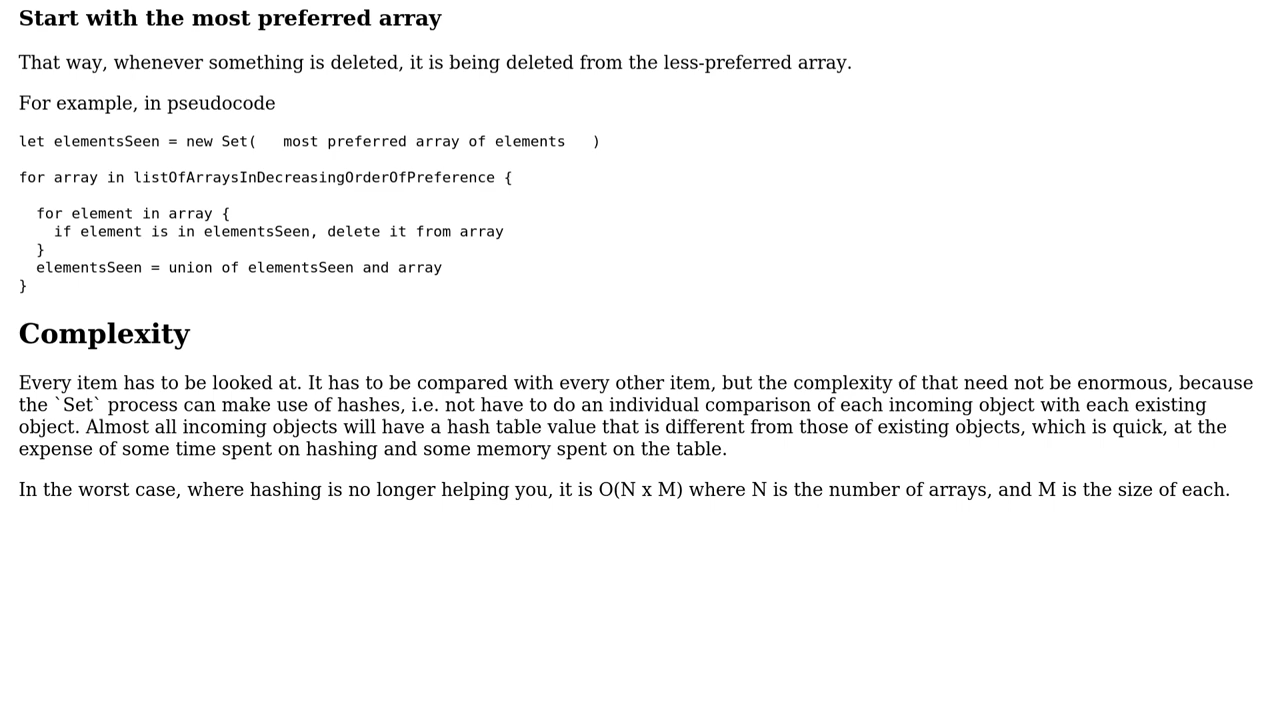 Start with the most preferred array
That way, whenever something is deleted, it is being deleted from the less-preferred array.
For example, in pseudocode
let elementsSeen = new Set(   most preferred array of elements   )
for array in listOfArraysInDecreasingOrderOfPreference {
  for element in array {
    if element is in elementsSeen, delete it from array
  }
  elementsSeen = union of elementsSeen and array
}
Complexity
Every item has to be looked at. It has to be compared with every other item, but the complexity of that need not be enormous, because
the `Set` process can make use of hashes, i.e. not have to do an individual comparison of each incoming object with each existing
object. Almost all incoming objects will have a hash table value that is different from those of existing objects, which is quick, at the
expense of some time spent on hashing and some memory spent on the table.
In the worst case, where hashing is no longer helping you, it is O(N x M) where N is the number of arrays, and M is the size of each.